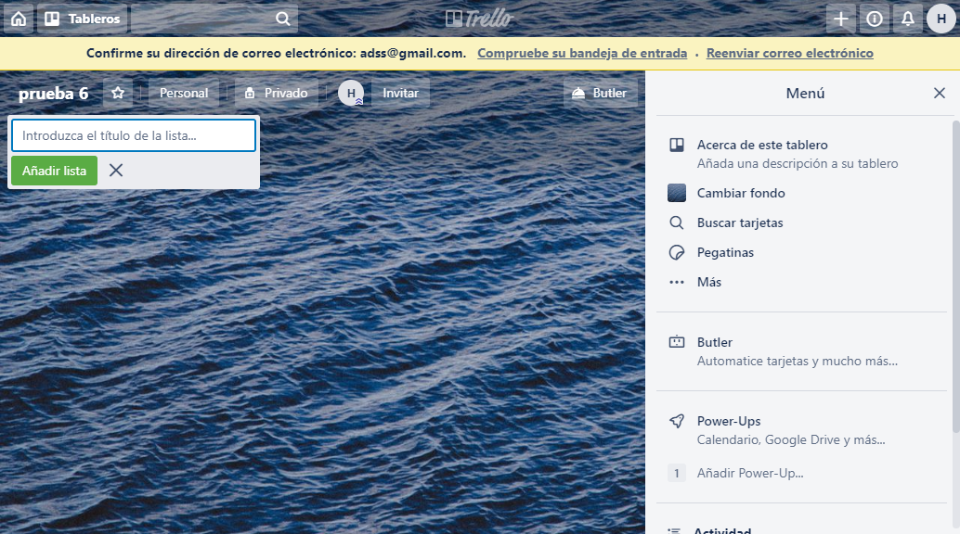 Tableros
Trello
H
Confirme su dirección de correo electrónico: adss@gmail.com. Compruebe su bandeja de entrada · Reenviar correo electrónico
prueba 6
Personal
Privado
H
Invitar
Butler
Introduzca el título de la lista...
Añadir lista
Menú
Acerca de este tablero
Añada una descripción a su tablero
Cambiar fondo
Buscar tarjetas
Pegatinas
Más
Butler
Automatice tarjetas y mucho más...
Power-Ups
Calendario, Google Drive y más...
1 Añadir Power-Up...
Actividad